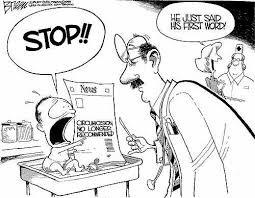 STOP!!
HE JUST SAID
HIS FIRST WORD!
News
CIRCUMCISION
NO LONGER
RECOMMENDED